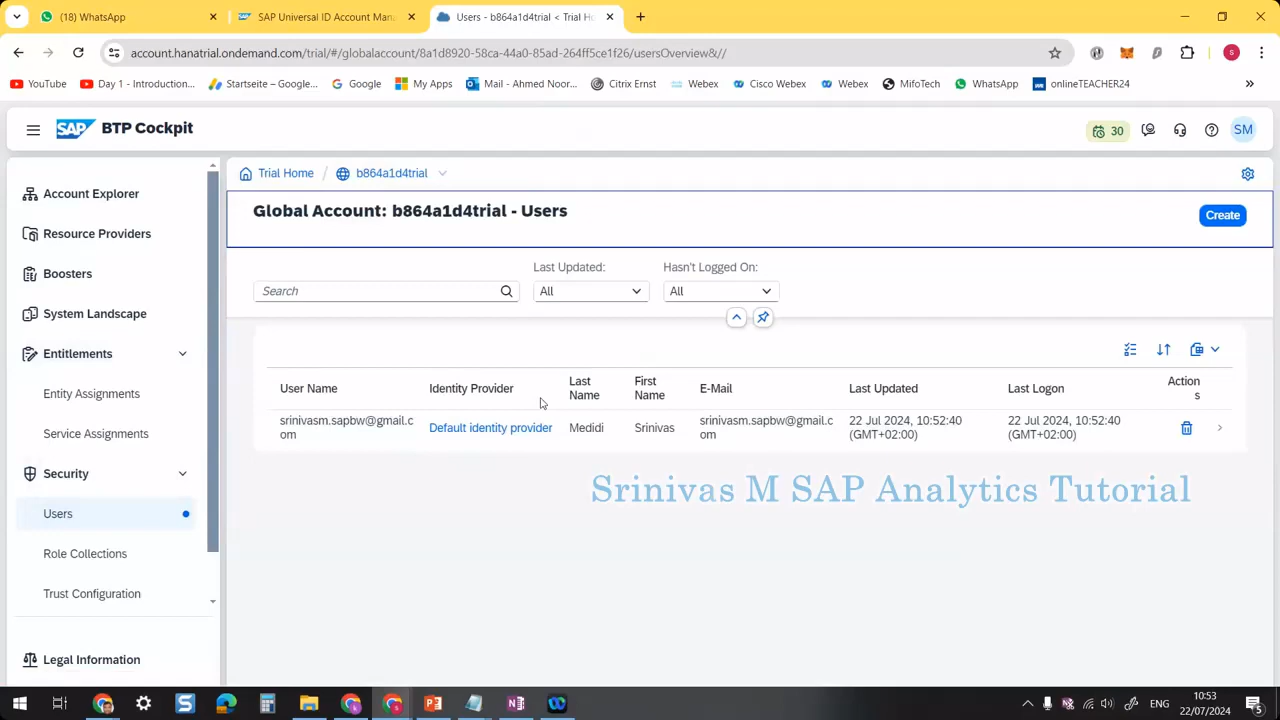 (18) WhatsApp
SAP Universal ID Account Man
Users - b864a1d4trial < Trial Ho
account.hanatrial.ondemand.com/trial/#/globalaccount/8a1d8920-58ca-44a0-85ad-264ff5ce1f26/usersOverview&//
S
YouTube
Day 1 - Introduction...
Startseite – Google...
Google
My Apps
Mail - Ahmed Noor...
Citrix Ernst
Webex
Cisco Webex
Webex
MifoTech
WhatsApp
onlineTEACHER24
SAP BTP Cockpit
30
SM
Account Explorer
Resource Providers
Boosters
System Landscape
Entitlements
Entity Assignments
Service Assignments
Security
Users
Role Collections
Trust Configuration
Legal Information
Trial Home / b864a1d4trial
Global Account: b864a1d4trial - Users
Create
Last Updated:
Hasn't Logged On:
Search
All
All
User Name
Identity Provider
Last
Name
First
Name
E-Mail
Last Updated
Last Logon
Action
s
srinivasm.sapbw@gmail.c
om
Default identity provider
Medidi
Srinivas
srinivasm.sapbw@gmail.c
om
22 Jul 2024, 10:52:40
(GMT+02:00)
22 Jul 2024, 10:52:40
(GMT+02:00)
Srinivas M SAP Analytics Tutorial
ENG
10:53
22/07/2024
5